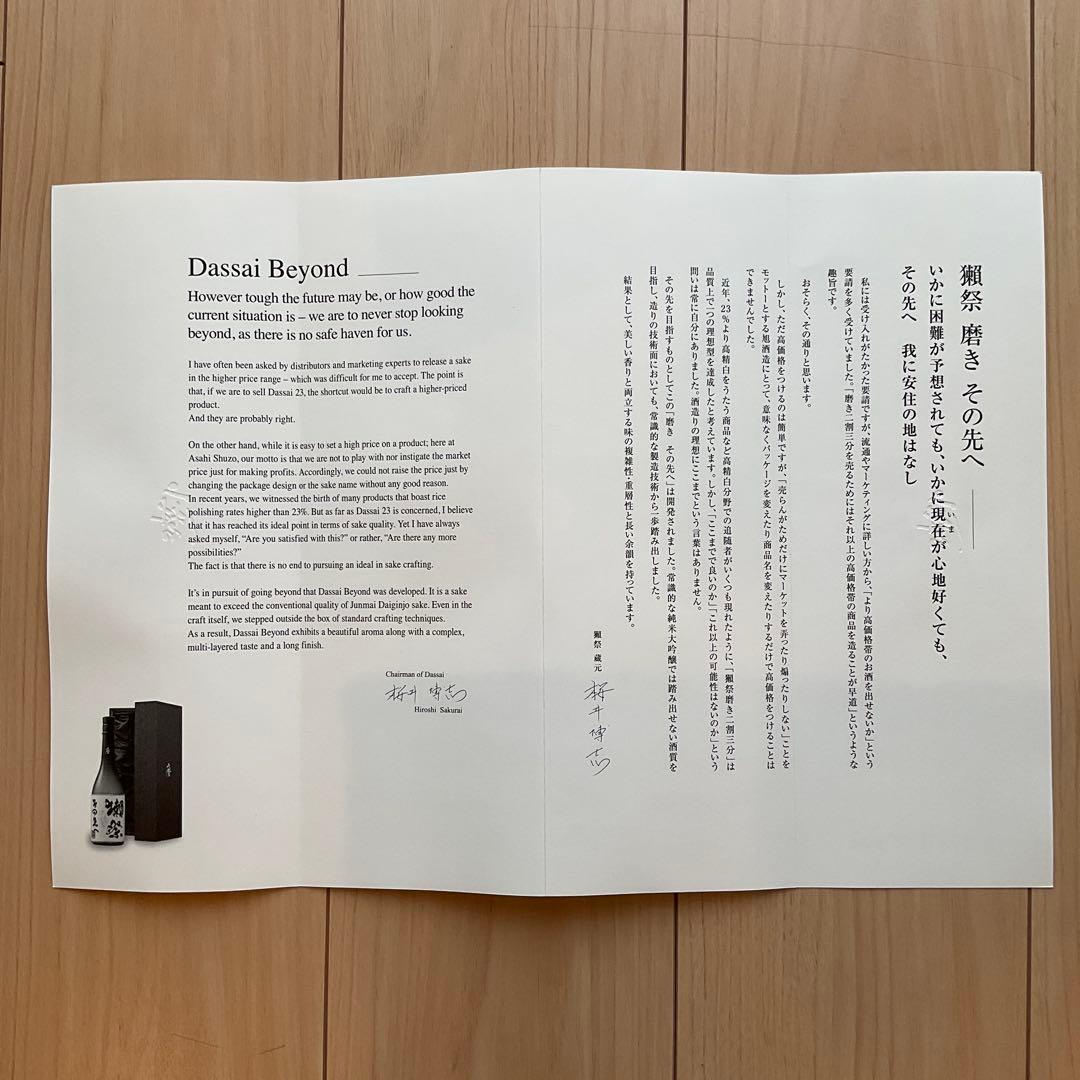 Dassai Beyond
However tough the future may be, or how good the
current situation is – we are to never stop looking
beyond, as there is no safe haven for us.
I have often been asked by distributors and marketing experts to release a sake
in the higher price range – which was difficult for me to accept. The point is
that, if we are to sell Dassai 23, the shortcut would be to craft a higher-priced
product.
And they are probably right.
On the other hand, while it is easy to set a high price on a product; here at
Asahi Shuzo, our motto is that we are not to play with nor instigate the market
price just for making profits. Accordingly, we could not raise the price just by
changing the package design or the sake name without any good reason.
In recent years, we witnessed the birth of many products that boast rice
polishing rates higher than 23%. But as far as Dassai 23 is concerned, I believe
that it has reached its ideal point in terms of sake quality. Yet I have always
asked myself, “Are you satisfied with this?” or rather, “Are there any more
possibilities?”
The fact is that there is no end to pursuing an ideal in sake crafting.
It’s in pursuit of going beyond that Dassai Beyond was developed. It is a sake
meant to exceed the conventional quality of Junmai Daiginjo sake. Even in the
craft itself, we stepped outside the box of standard crafting techniques.
As a result, Dassai Beyond exhibits a beautiful aroma along with a complex,
multi-layered taste and a long finish.
Chairman of Dassai
桜井博志
Hiroshi Sakurai
獺祭
獺祭 磨き その先へ
いかに困難が予想されても、いかに現在が心地好くても、
いま
その先へ 我に安住の地はなし
私には受け入れがたかった要請ですが、流通やマーケティングに詳しい方から、「より高価格帯のお酒を出せないか」という
要請を多く受けていました。「磨き二割三分を売るためにはそれ以上の高価格帯の商品を造ることが早道」というような
趣旨です。
おそらく、その通りと思います。
しかし、ただ高価格をつけるのは簡単ですが、「売らんがためだけにマーケットを弄ったり煽ったりしない」ことを
モットーとする旭酒造にとって、意味なくパッケージを変えたり商品名を変えたりするだけで高価格をつけることは
できませんでした。
近年、23％より高精白をうたう商品など高精白分野での追随者がいくつも現れたように、「獺祭磨き二割三分」は
品質上で一つの理想型を達成したと考えています。しかし、「ここまでで良いのか」「これ以上の可能性はないのか」という
問いは常に自分にありました。酒造りの理想にここまでという言葉はありません。
その先を目指すものとしてこの「磨き その先へ」は開発されました。常識的な純米大吟醸では踏み出せない酒質を
目指し、造りの技術面においても、常識的な製造技術から一歩踏み出しました。
結果として、美しい香りと両立する味の複雑性・重層性と長い余韻を持っています。
獺祭 蔵元
桜井博志